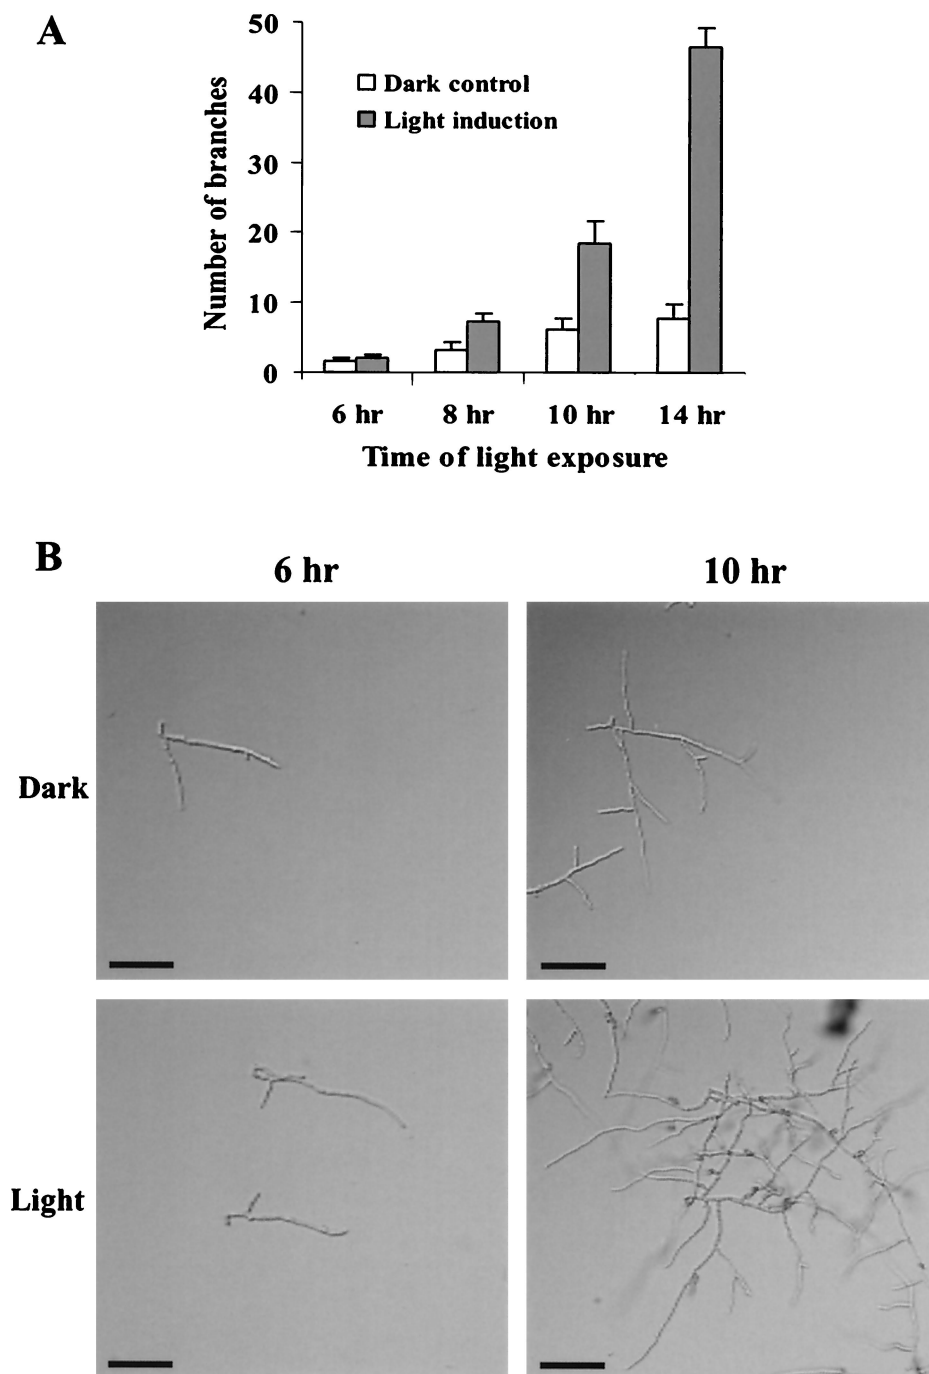 A
50
40
30
20
10
0
Number of branches
Dark control
Light induction
6 hr 8 hr 10 hr 14 hr
Time of light exposure
B
6 hr 10 hr
Dark
Light